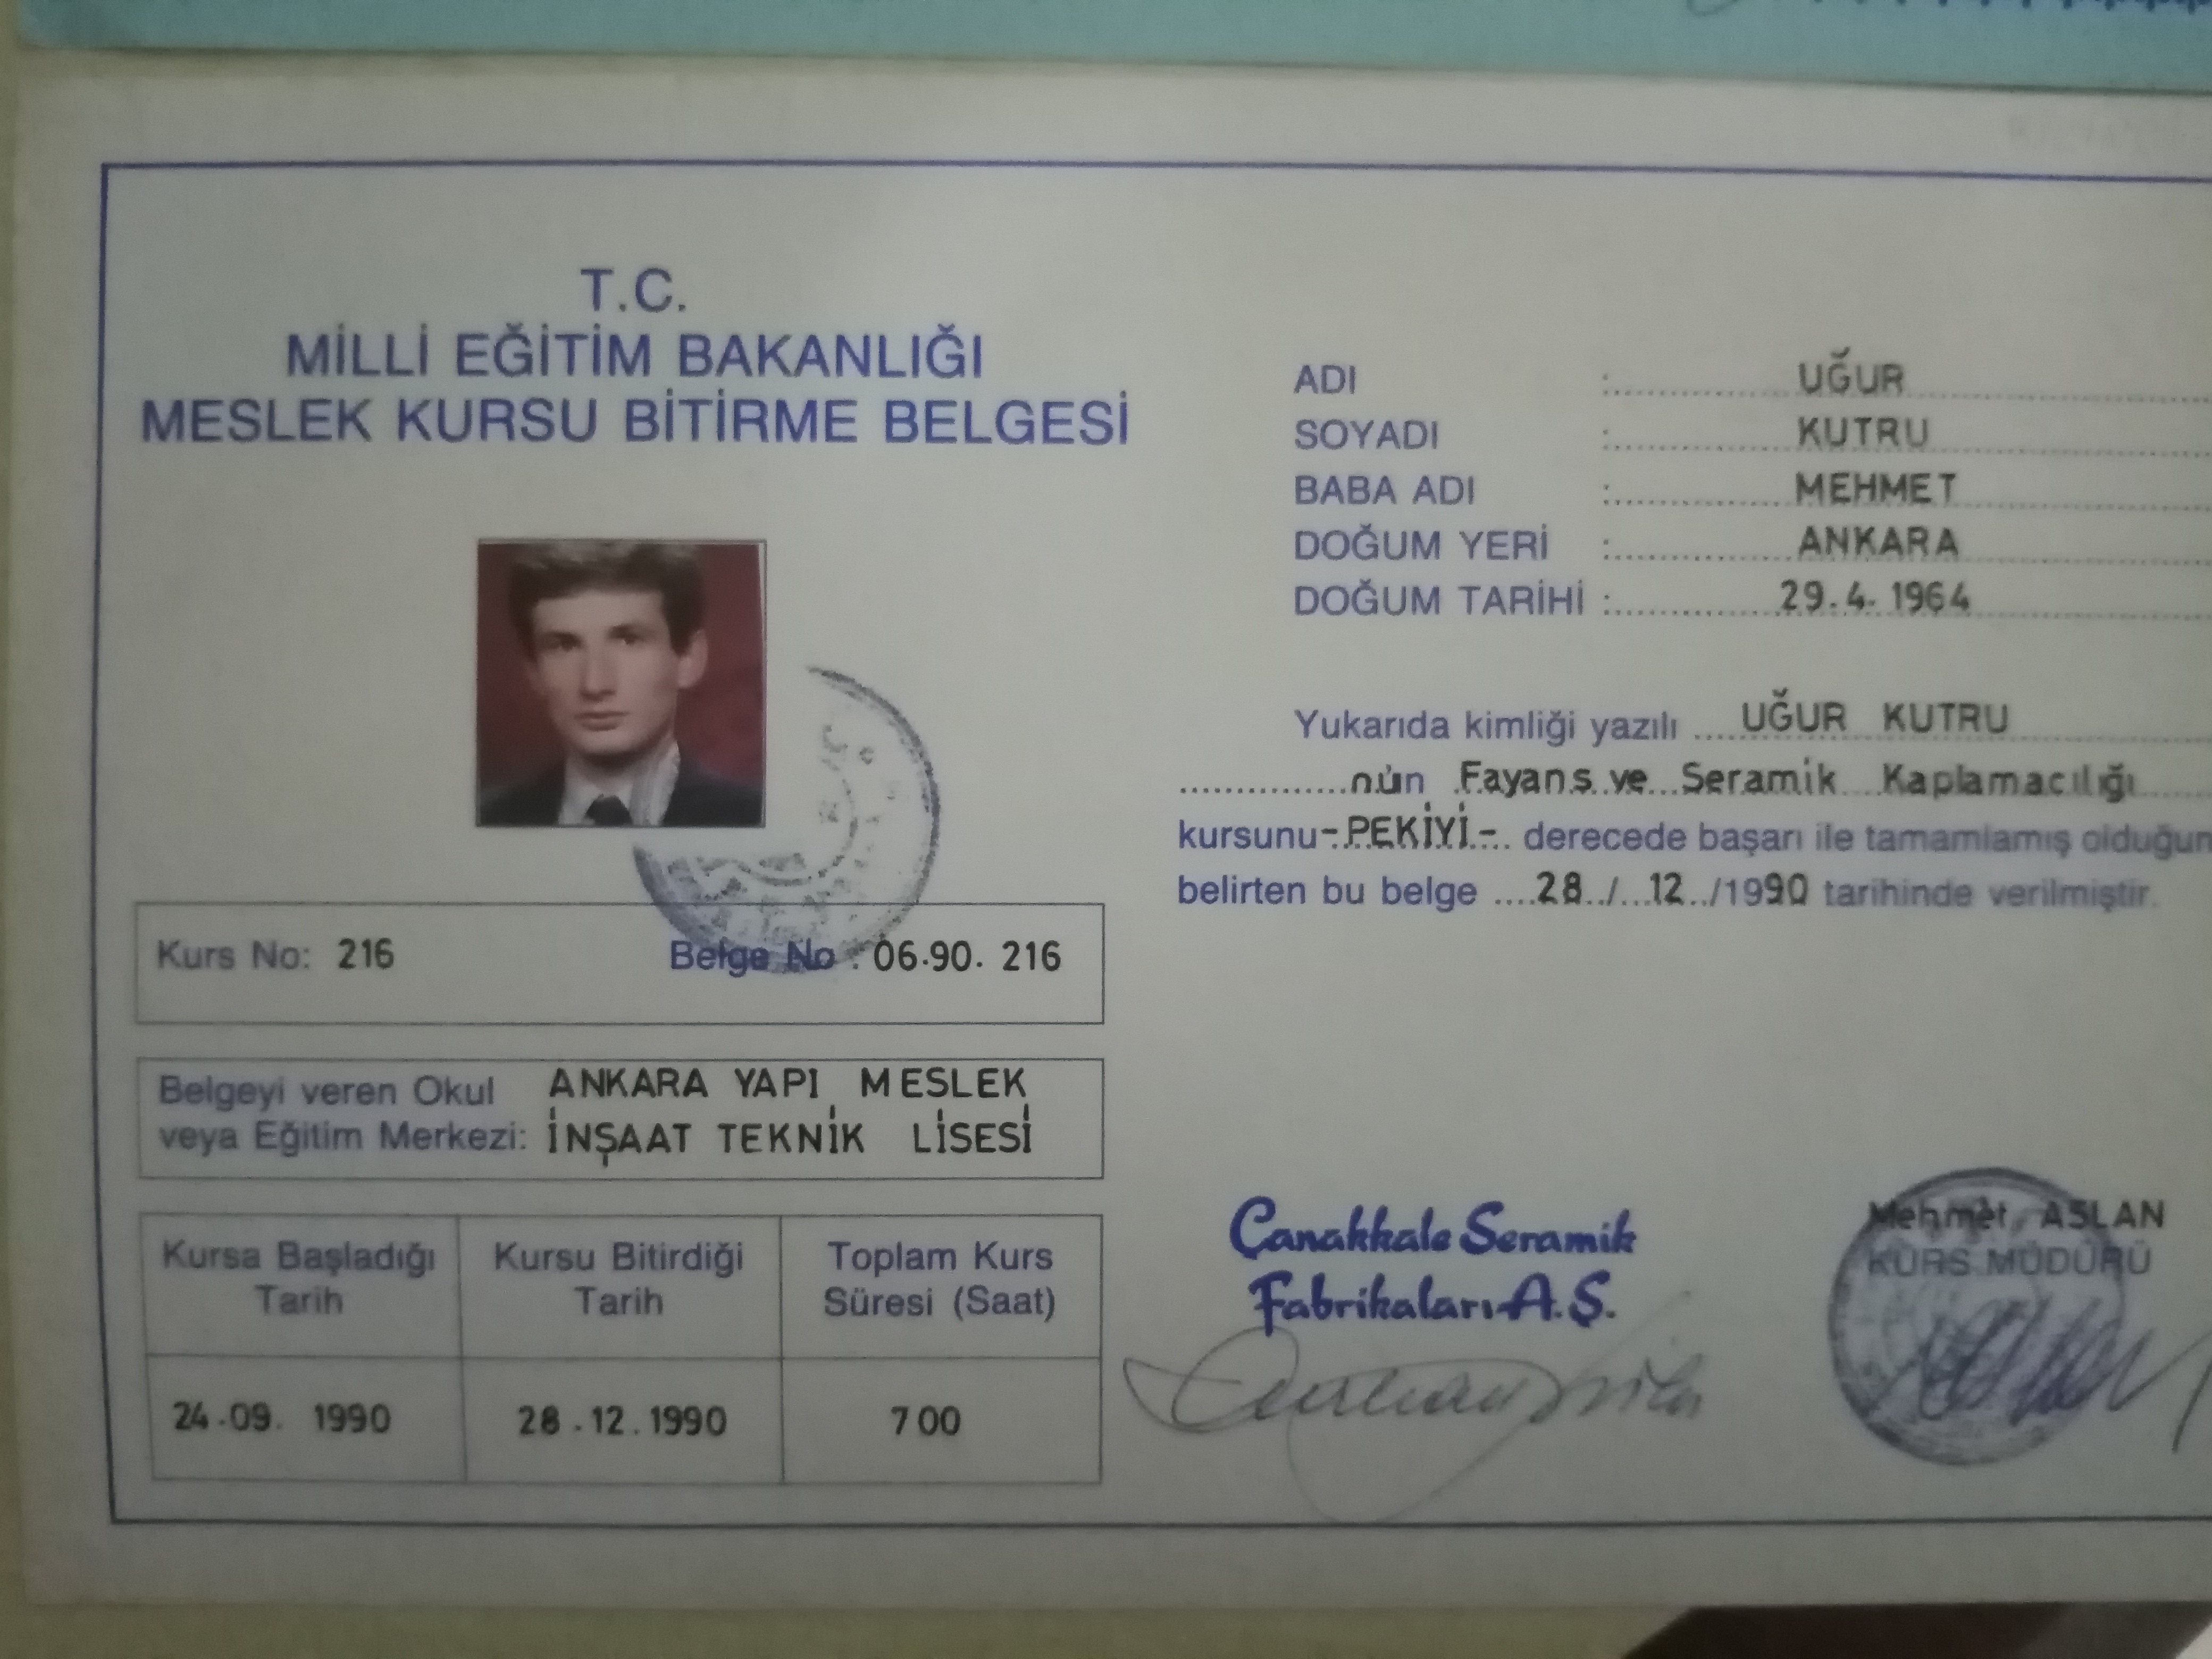 T.C.
MİLLİ EĞİTİM BAKANLIĞI
MESLEK KURSU BİTİRME BELGESİ
Kurs No: 216 Belge No : 06.90. 216
Belgeyi veren Okul ANKARA YAPI MESLEK
veya Eğitim Merkezi: İNŞAAT TEKNİK LİSESİ
Kursa Başladığı Tarih
Kursu Bitirdiği Tarih
Toplam Kurs Süresi (Saat)
24.09. 1990 28.12.1990 700
ADI : UĞUR
SOYADI : KUTRU
BABA ADI : MEHMET
DOĞUM YERİ : ANKARA
DOĞUM TARİHİ : 29.4.1964
Yukarıda kimliği yazılı UĞUR KUTRU
nün Fayans ve Seramik Kaplamacılığı
kursunu -PEKİYİ- derecede başarı ile tamamlamış olduğun
belirten bu belge 28/12/1990 tarihinde verilmiştir.
Çanakkale Seramik
Fabrikaları A.Ş.
Mehmet ASLAN
KURS MÜDÜRÜ